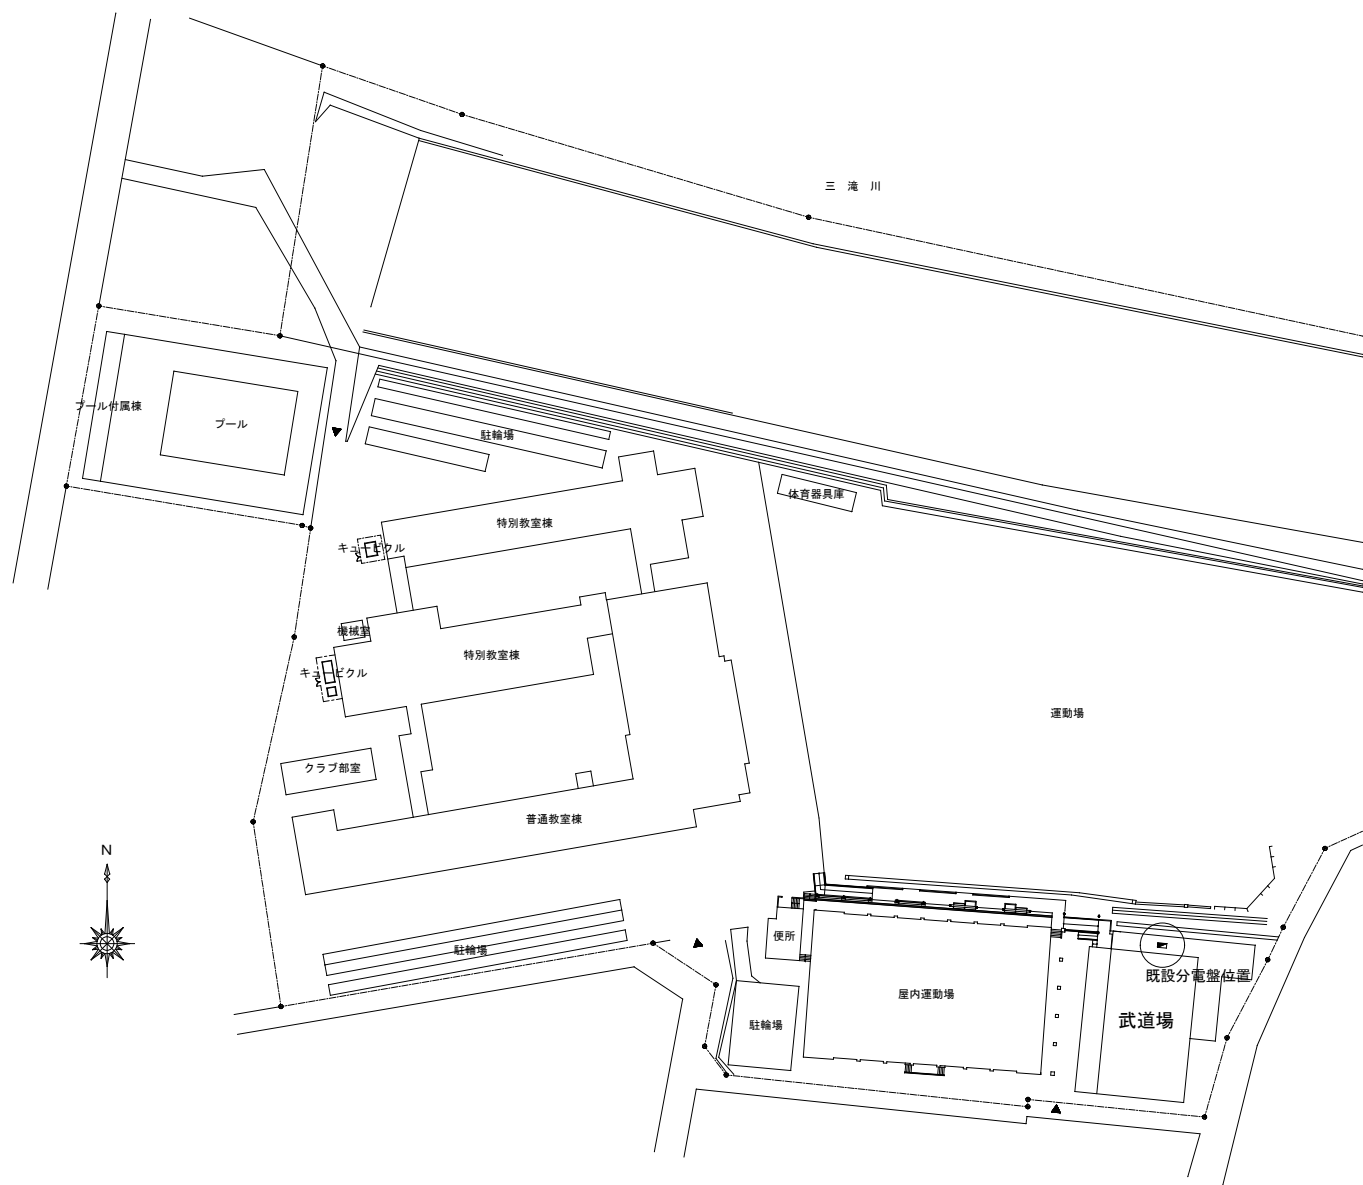 三　滝　川
プール付属棟
プール
駐輪場
体育器具庫
特別教室棟
キュービクル
機械室
特別教室棟
キュービクル
運動場
クラブ部室
普通教室棟
N
便所
駐輪場
既設分電盤位置
屋内運動場
武道場
駐輪場